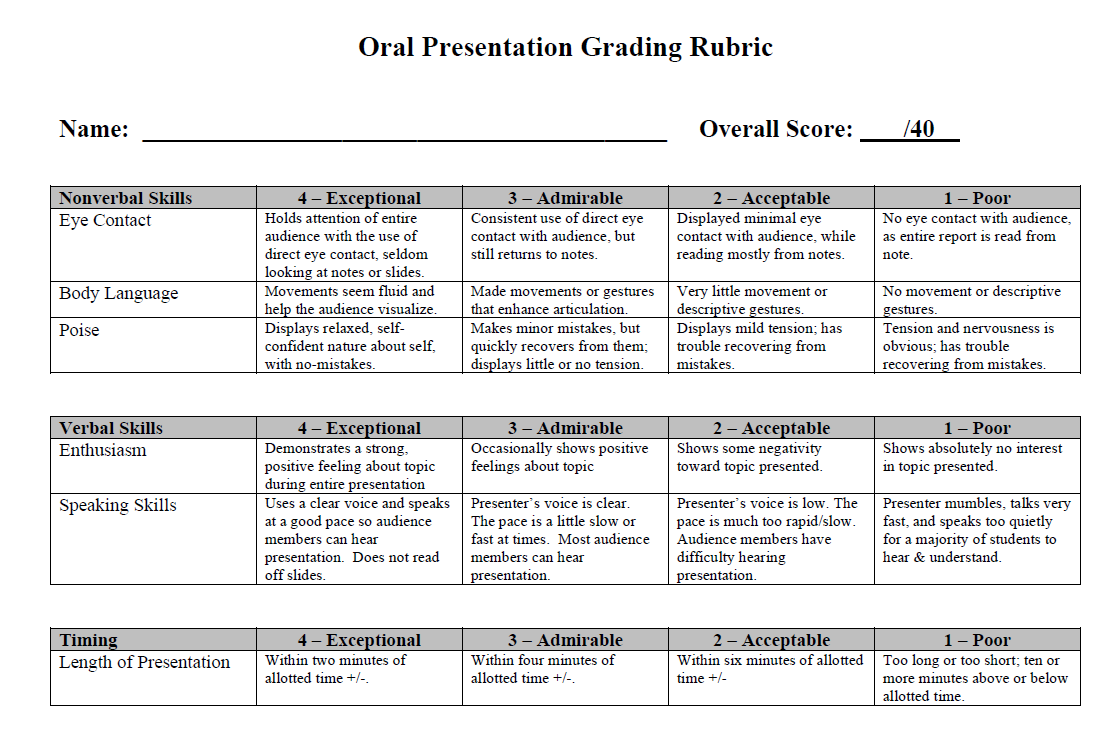 Oral Presentation Grading Rubric
Name: ____________________________________________ Overall Score: ____/40__
Nonverbal Skills 4 – Exceptional 3 – Admirable 2 – Acceptable 1 – Poor
Eye Contact
Holds attention of entire
audience with the use of
direct eye contact, seldom
looking at notes or slides.
Consistent use of direct eye
contact with audience, but
still returns to notes.
Displayed minimal eye
contact with audience, while
reading mostly from notes.
No eye contact with audience,
as entire report is read from
note.
Body Language
Movements seem fluid and
help the audience visualize.
Made movements or gestures
that enhance articulation.
Very little movement or
descriptive gestures.
No movement or descriptive
gestures.
Poise
Displays relaxed, self-
confident nature about self,
with no-mistakes.
Makes minor mistakes, but
quickly recovers from them;
displays little or no tension.
Displays mild tension; has
trouble recovering from
mistakes.
Tension and nervousness is
obvious; has trouble
recovering from mistakes.
Verbal Skills 4 – Exceptional 3 – Admirable 2 – Acceptable 1 – Poor
Enthusiasm
Demonstrates a strong,
positive feeling about topic
during entire presentation
Occasionally shows positive
feelings about topic
Shows some negativity
toward topic presented.
Shows absolutely no interest
in topic presented.
Speaking Skills
Uses a clear voice and speaks
at a good pace so audience
members can hear
presentation. Does not read
off slides.
Presenter’s voice is clear.
The pace is a little slow or
fast at times. Most audience
members can hear
presentation.
Presenter’s voice is low. The
pace is much too rapid/slow.
Audience members have
difficulty hearing
presentation.
Presenter mumbles, talks very
fast, and speaks too quietly
for a majority of students to
hear & understand.
Timing 4 – Exceptional 3 – Admirable 2 – Acceptable 1 – Poor
Length of Presentation
Within two minutes of
allotted time +/-.
Within four minutes of
allotted time +/-.
Within six minutes of allotted
time +/-
Too long or too short; ten or
more minutes above or below
allotted time.